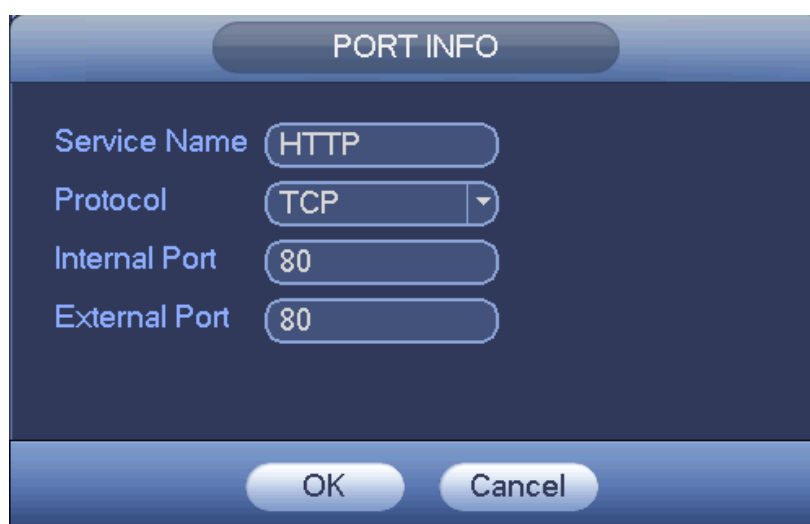 PORT INFO
Service Name HTTP
Protocol TCP
Internal Port 80
External Port 80
OK Cancel